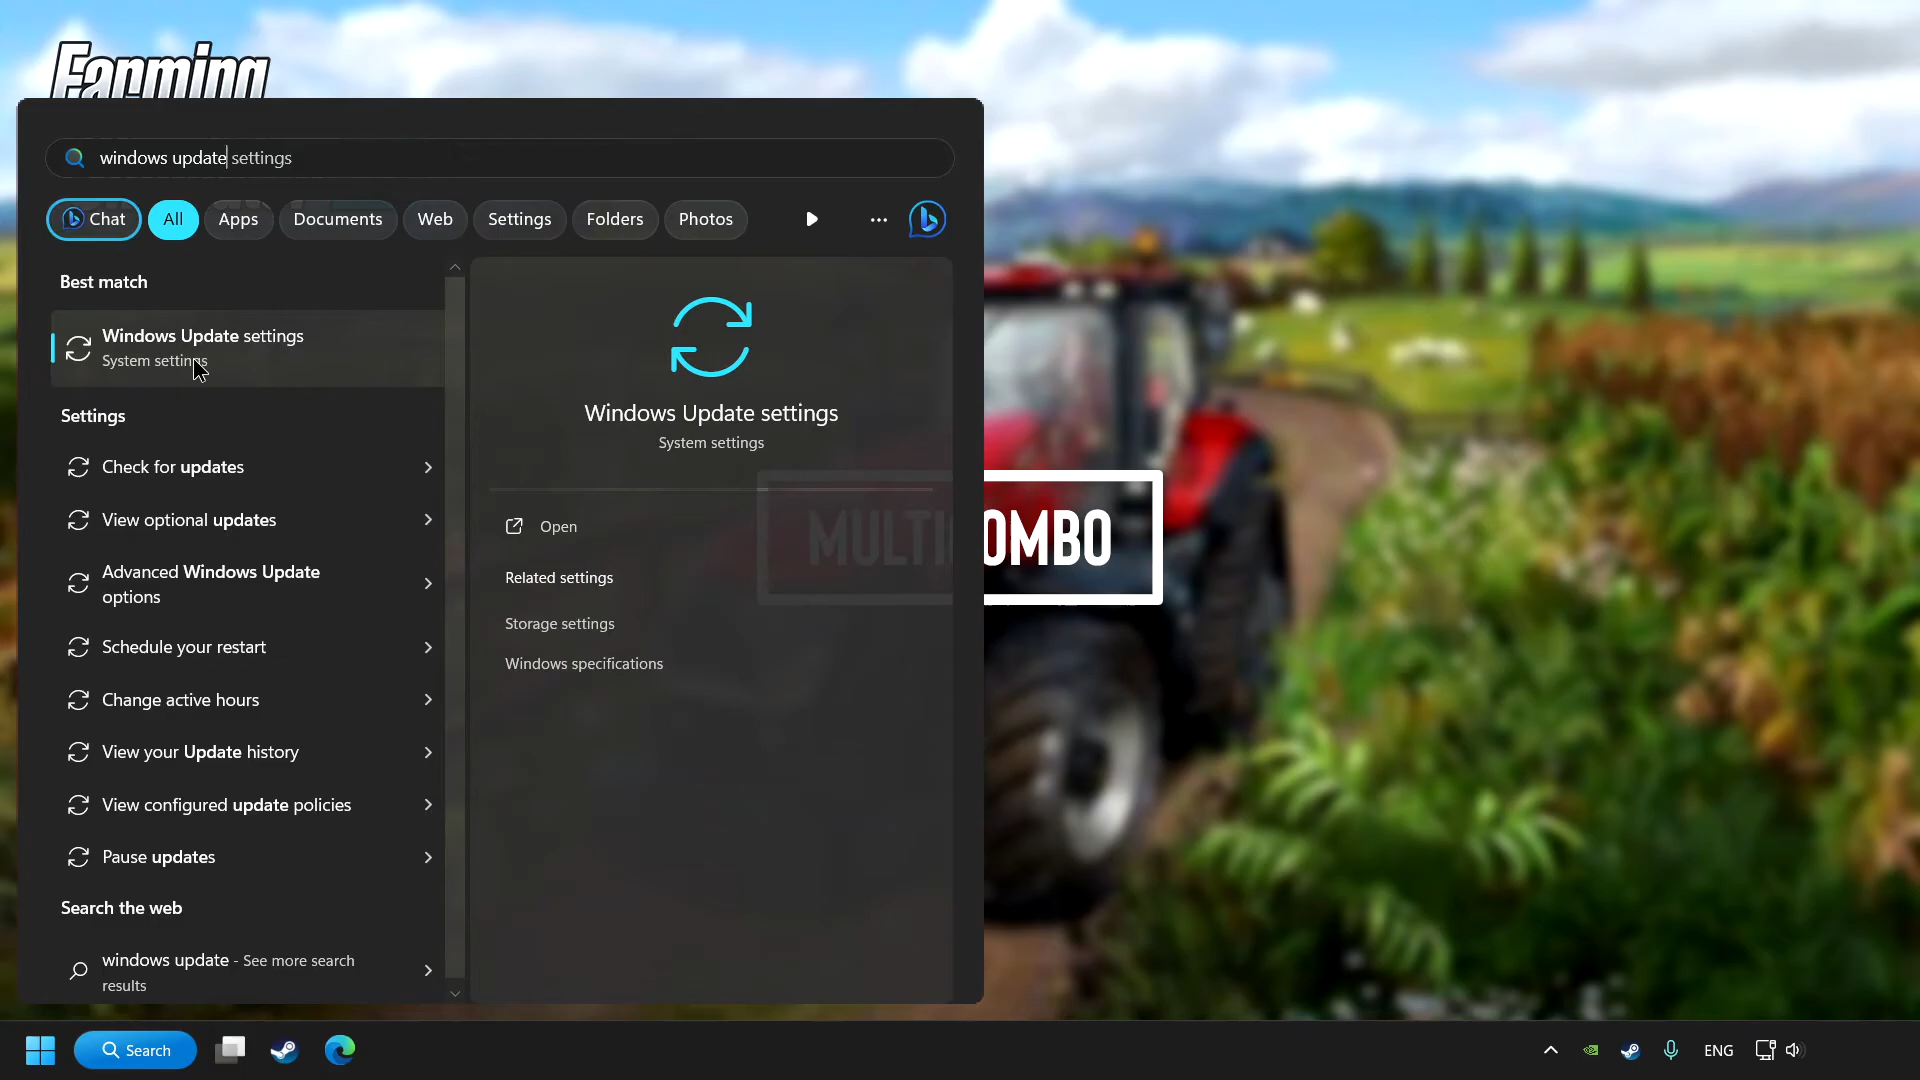 Farming
windows update settings
Chat
All
Apps
Documents
Web
Settings
Folders
Photos
Best match
Windows Update settings
System settings
Settings
Check for updates
View optional updates
Advanced Windows Update
options
Schedule your restart
Change active hours
View your Update history
View configured update policies
Pause updates
Search the web
windows update - See more search
results
Windows Update settings
System settings
Open
Related settings
Storage settings
Windows specifications
MULTI OMBO
Search
ENG